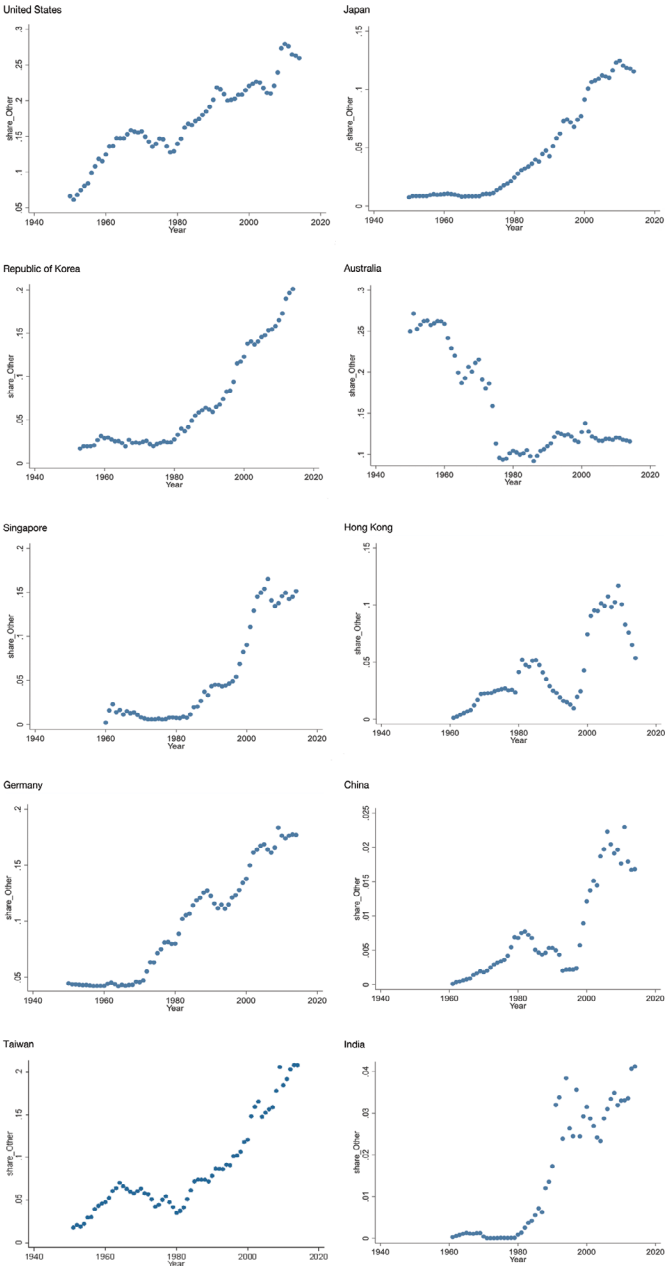 United States
share_Other
.05 .1 .15 .2 .25 .3
1940 1960 1980 2000 2020
Year
Japan
share_Other
0 .05 .1 .15
1940 1960 1980 2000 2020
Year
Republic of Korea
share_Other
0 .05 .1 .15 .2
1940 1960 1980 2000 2020
Year
Australia
share_Other
.1 .15 .2 .25 .3
1940 1960 1980 2000 2020
Year
Singapore
share_Other
0 .05 .1 .15 .2
1940 1960 1980 2000 2020
Year
Hong Kong
share_Other
0 .05 .1 .15
1940 1960 1980 2000 2020
Year
Germany
share_Other
.05 .1 .15 .2
1940 1960 1980 2000 2020
Year
China
share_Other
0 .005 .01 .015 .02 .025
1940 1960 1980 2000 2020
Year
Taiwan
share_Other
0 .05 .1 .15 .2
1940 1960 1980 2000 2020
Year
India
share_Other
0 .01 .02 .03 .04
1940 1960 1980 2000 2020
Year